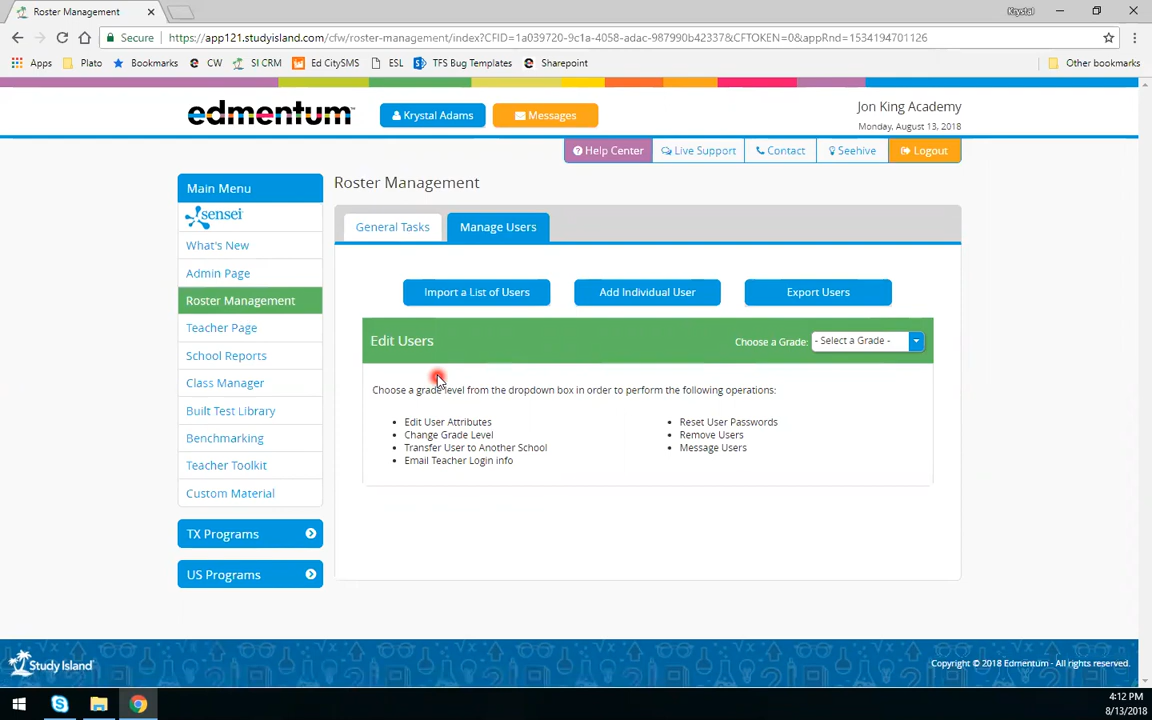 Roster Management
Krystal
Secure
https://app121.studyisland.com/cfw/roster-management/index?CFID=1a039720-9c1a-4058-adac-987990b42337&CFTOKEN=0&appRnd=1534194701126
Apps Plato Bookmarks CW SI CRM Ed CitySMS ESL TFS Bug Templates Sharepoint Other bookmarks
edmentum™ Krystal Adams Messages
Jon King Academy
Monday, August 13, 2018
Help Center Live Support Contact Seehive Logout
Main Menu
sensei
What's New
Admin Page
Roster Management
Teacher Page
School Reports
Class Manager
Built Test Library
Benchmarking
Teacher Toolkit
Custom Material
TX Programs
US Programs
Roster Management
General Tasks Manage Users
Import a List of Users Add Individual User Export Users
Edit Users Choose a Grade: - Select a Grade -
Choose a grade level from the dropdown box in order to perform the following operations:
• Edit User Attributes
• Change Grade Level
• Transfer User to Another School
• Email Teacher Login info
• Reset User Passwords
• Remove Users
• Message Users
Study Island
Copyright © 2018 Edmentum - All rights reserved.
4:12 PM
8/13/2018